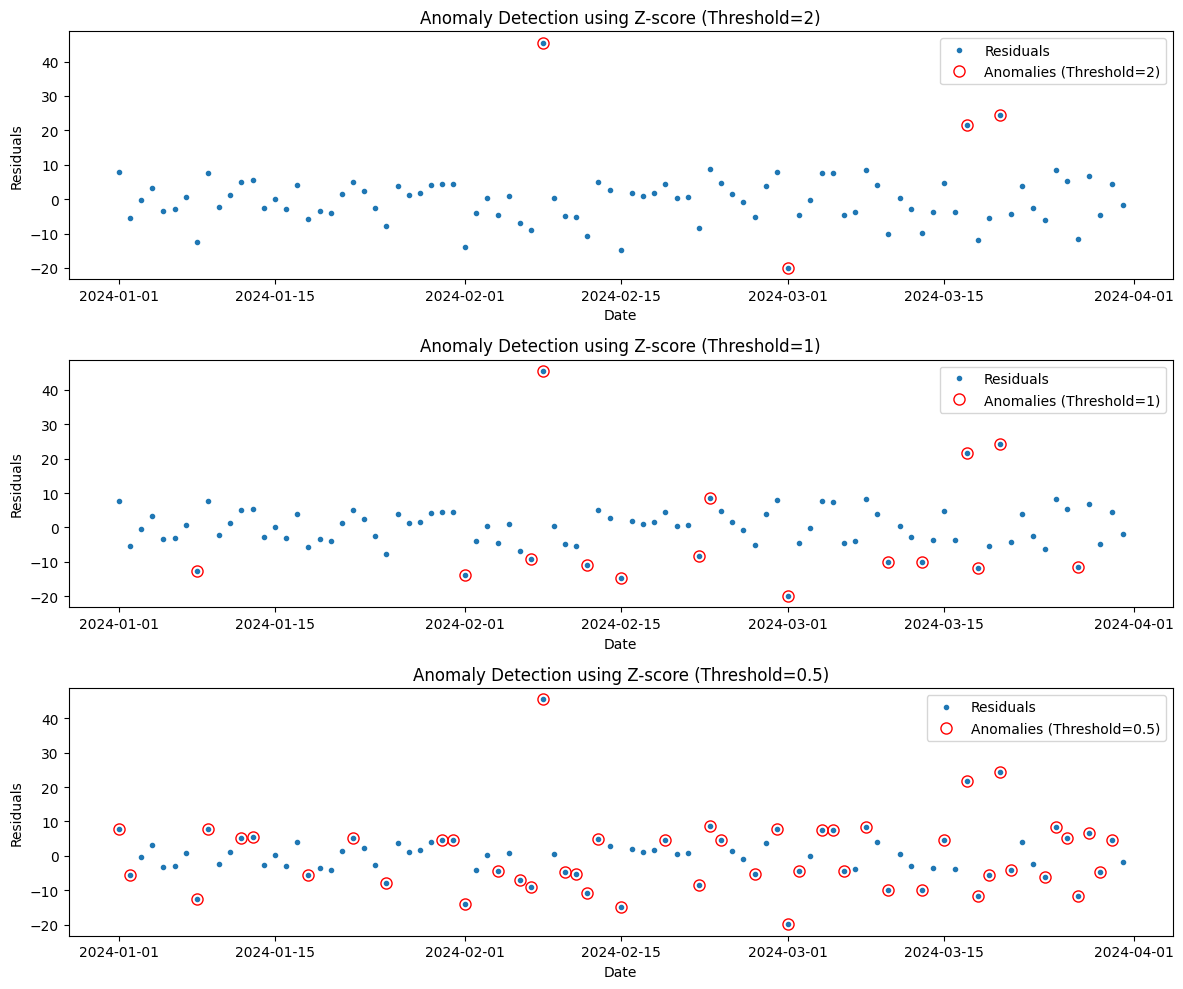 Anomaly Detection using Z-score (Threshold=2)
Residuals
Anomalies (Threshold=2)
40
30
20
10
0
−10
−20
Residuals
2024-01-01 2024-01-15 2024-02-01 2024-02-15 2024-03-01 2024-03-15 2024-04-01
Date
Anomaly Detection using Z-score (Threshold=1)
Residuals
Anomalies (Threshold=1)
40
30
20
10
0
−10
−20
Residuals
2024-01-01 2024-01-15 2024-02-01 2024-02-15 2024-03-01 2024-03-15 2024-04-01
Date
Anomaly Detection using Z-score (Threshold=0.5)
Residuals
Anomalies (Threshold=0.5)
40
30
20
10
0
−10
−20
Residuals
2024-01-01 2024-01-15 2024-02-01 2024-02-15 2024-03-01 2024-03-15 2024-04-01
Date